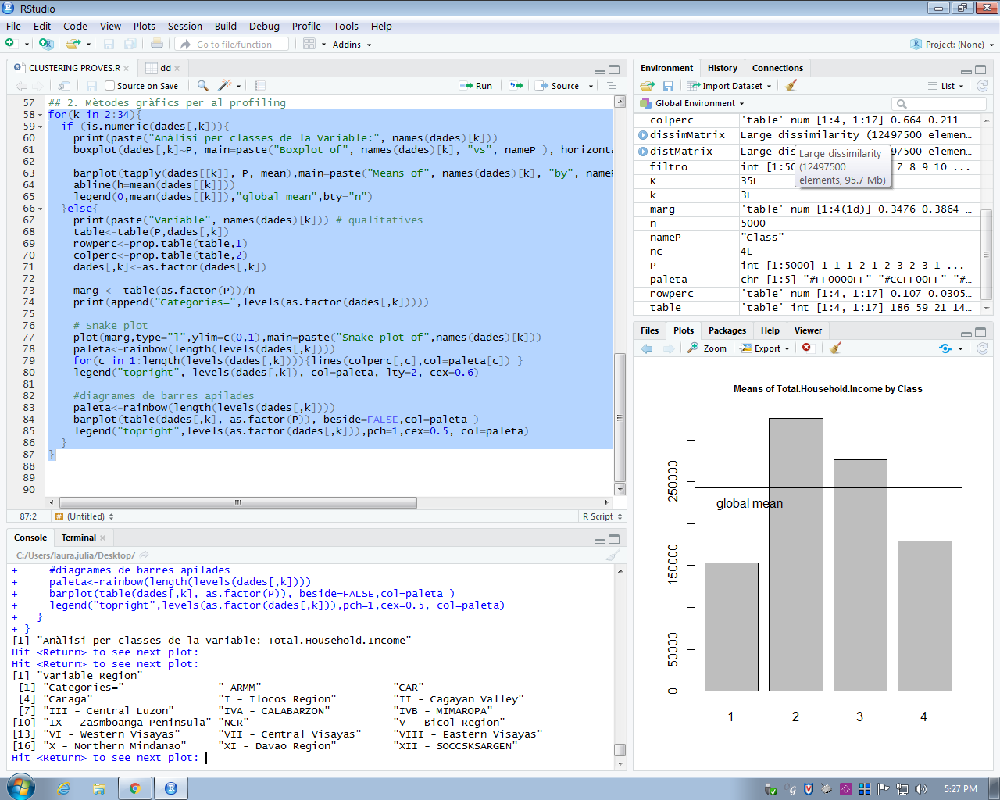 RStudio
File Edit Code View Plots Session Build Debug Profile Tools Help
Go to file/function Addins Project: (None)
CLUSTERING PROVES.R dd
Source on Save Run Source
57 ## 2. Mètodes gràfics per al profiling
58 for(k in 2:34){
59 if (is.numeric(dades[,k])){
60 print(paste("Anàlisi per classes de la Variable:", names(dades)[k]))
61 boxplot(dades[,k]~P, main=paste("Boxplot of", names(dades)[k], "vs", nameP ), horizonta
62
63 barplot(tapply(dades[[k]], P, mean),main=paste("Means of", names(dades)[k], "by", nameP
64 abline(h=mean(dades[[k]]))
65 legend(0,mean(dades[[k]]),"global mean",bty="n")
66 }else{
67 print(paste("Variable", names(dades)[k])) # qualitatives
68 table<-table(P,dades[,k])
69 rowperc<-prop.table(table,1)
70 colperc<-prop.table(table,2)
71 dades[,k]<-as.factor(dades[,k])
72
73 marg <- table(as.factor(P))/n
74 print(append("Categories=",levels(as.factor(dades[,k]))))
75
76 # Snake plot
77 plot(marg,type="l",ylim=c(0,1),main=paste("Snake plot of",names(dades)[k]))
78 paleta<-rainbow(length(levels(dades[,k])))
79 for(c in 1:length(levels(dades[,k]))){lines(colperc[,c],col=paleta[c]) }
80 legend("topright", levels(dades[,k]), col=paleta, lty=2, cex=0.6)
81
82 #diagrames de barres apilades
83 paleta<-rainbow(length(levels(dades[,k])))
84 barplot(table(dades[,k], as.factor(P)), beside=FALSE,col=paleta )
85 legend("topright",levels(as.factor(dades[,k])),pch=1,cex=0.5, col=paleta)
86 }
87 }
88
89
90
87:2 # (Untitled) R Script
Console Terminal
C:/Users/laura.julia/Desktop/
+ #diagrames de barres apilades
+ paleta<-rainbow(length(levels(dades[,k])))
+ barplot(table(dades[,k], as.factor(P)), beside=FALSE,col=paleta )
+ legend("topright",levels(as.factor(dades[,k])),pch=1,cex=0.5, col=paleta)
+ }
+ }
[1] "Anàlisi per classes de la Variable: Total.Household.Income"
Hit <Return> to see next plot:
Hit <Return> to see next plot:
[1] "Variable Region"
[1] "Categories=" " ARMM" "CAR"
[4] "Caraga" "I - Ilocos Region" "II - Cagayan Valley"
[7] "III - Central Luzon" "IVA - CALABARZON" "IVB - MIMAROPA"
[10] "IX - Zasmboanga Peninsula" "NCR" "V - Bicol Region"
[13] "VI - Western Visayas" "VII - Central Visayas" "VIII - Eastern Visayas"
[16] "X - Northern Mindanao" "XI - Davao Region" "XII - SOCCSKSARGEN"
Hit <Return> to see next plot:
Environment History Connections
Import Dataset List
Global Environment
colperc 'table' num [1:4, 1:17] 0.664 0.211 ...
dissimMatrix Large dissimilarity (12497500 elemen...
distMatrix Large dis 497500 elemen...
filtro int [1:50 7 8 9 10 ...
K 35L
k 3L
marg 'table' num [1:4(1d)] 0.3476 0.3864 ...
n 5000
nameP "Class"
nc 4L
P int [1:5000] 1 1 1 2 1 2 3 2 3 1 ...
paleta chr [1:5] "#FF0000FF" "#CCFF00FF" "#...
rowperc 'table' num [1:4, 1:17] 0.107 0.0305...
table 'table' int [1:4, 1:17] 186 59 21 14...
Large dissimilarity
(12497500
elements, 95.7 Mb)
Files Plots Packages Help Viewer
Zoom Export
Means of Total.Household.Income by Class
250000
150000
50000
0
global mean
1 2 3 4
5:27 PM